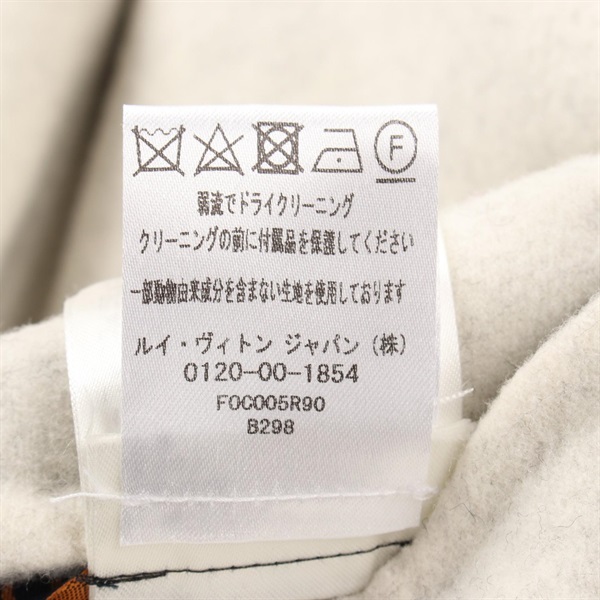 F
弱流でドライクリーニング
クリーニングの前に付属品を保護してください
一部動物由来成分を含まない生地を使用しております
ルイ・ヴィトン ジャパン（株）
0120-00-1854
F0C005R90
B298